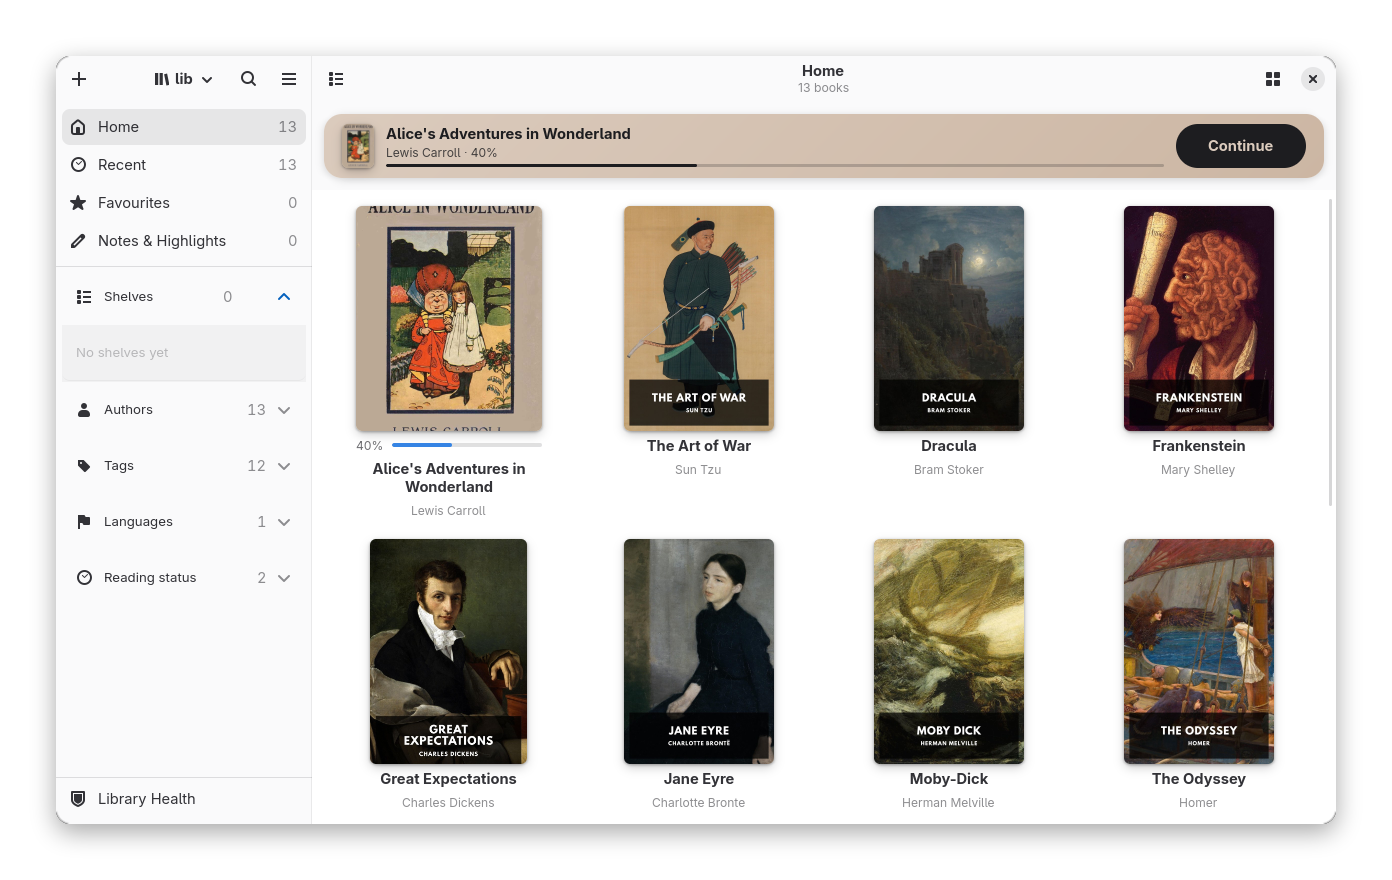 lib
Home
13 books
Home 13
Recent 13
Favourites 0
Notes & Highlights 0
Shelves 0
No shelves yet
Authors 13
Tags 12
Languages 1
Reading status 2
Library Health
Alice's Adventures in Wonderland
Lewis Carroll · 40%
Continue
ALICE IN WONDERLAND
LEWIS CARROLL
40%
Alice's Adventures in
Wonderland
Lewis Carroll
THE ART OF WAR
SUN TZU
The Art of War
Sun Tzu
DRACULA
BRAM STOKER
Dracula
Bram Stoker
FRANKENSTEIN
MARY SHELLEY
Frankenstein
Mary Shelley
GREAT
EXPECTATIONS
CHARLES DICKENS
Great Expectations
Charles Dickens
JANE EYRE
CHARLOTTE BRONTË
Jane Eyre
Charlotte Bronte
MOBY DICK
HERMAN MELVILLE
Moby-Dick
Herman Melville
THE ODYSSEY
HOMER
The Odyssey
Homer